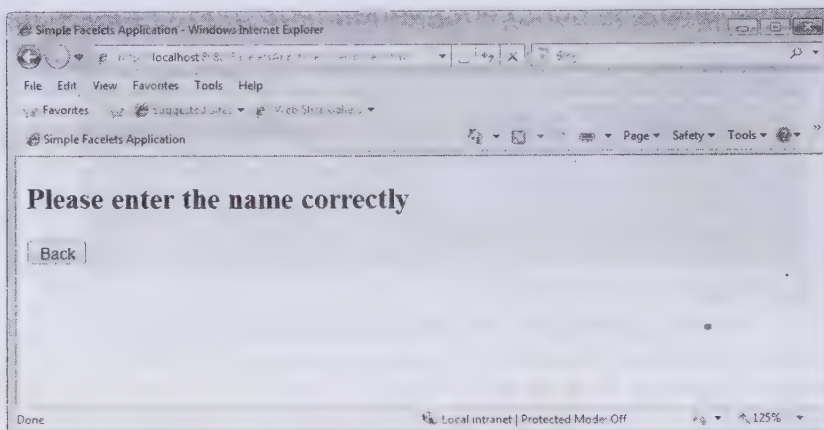 Simple Facelets Application - Windows Internet Explorer
localhost
File Edit View Favorites Tools Help
Favorites
Simple Facelets Application Page Safety Tools
Please enter the name correctly
Back
Done Local intranet | Protected Mode: Off 125%